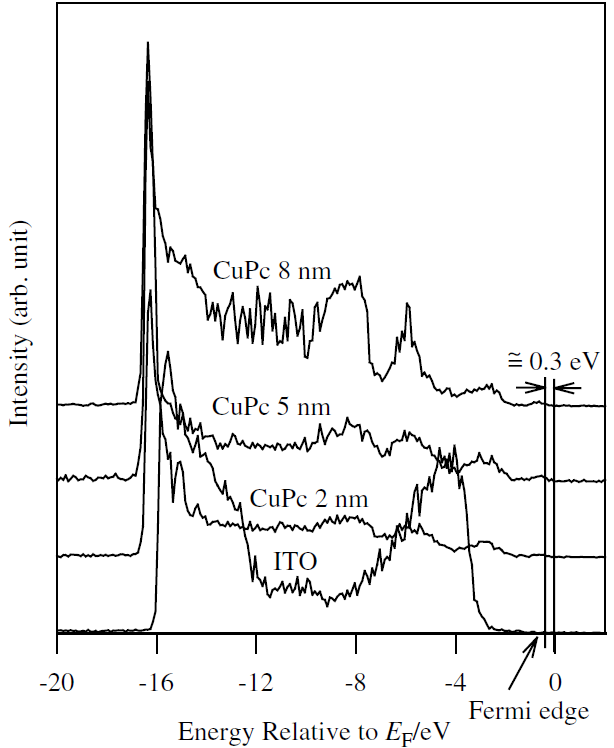 Intensity (arb. unit)
CuPc 8 nm
≅ 0.3 eV
CuPc 5 nm
CuPc 2 nm
ITO
-20 -16 -12 -8 -4 0
Fermi edge
Energy Relative to EF/eV